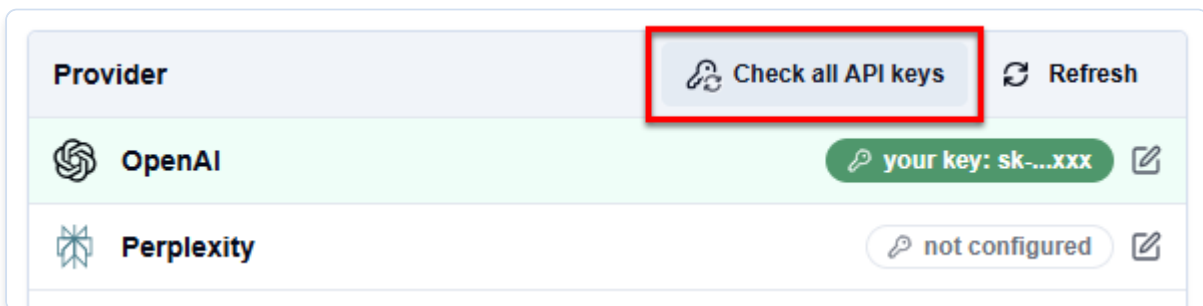 Provider Check all API keys Refresh
OpenAI your key: sk-...xxx
Perplexity not configured